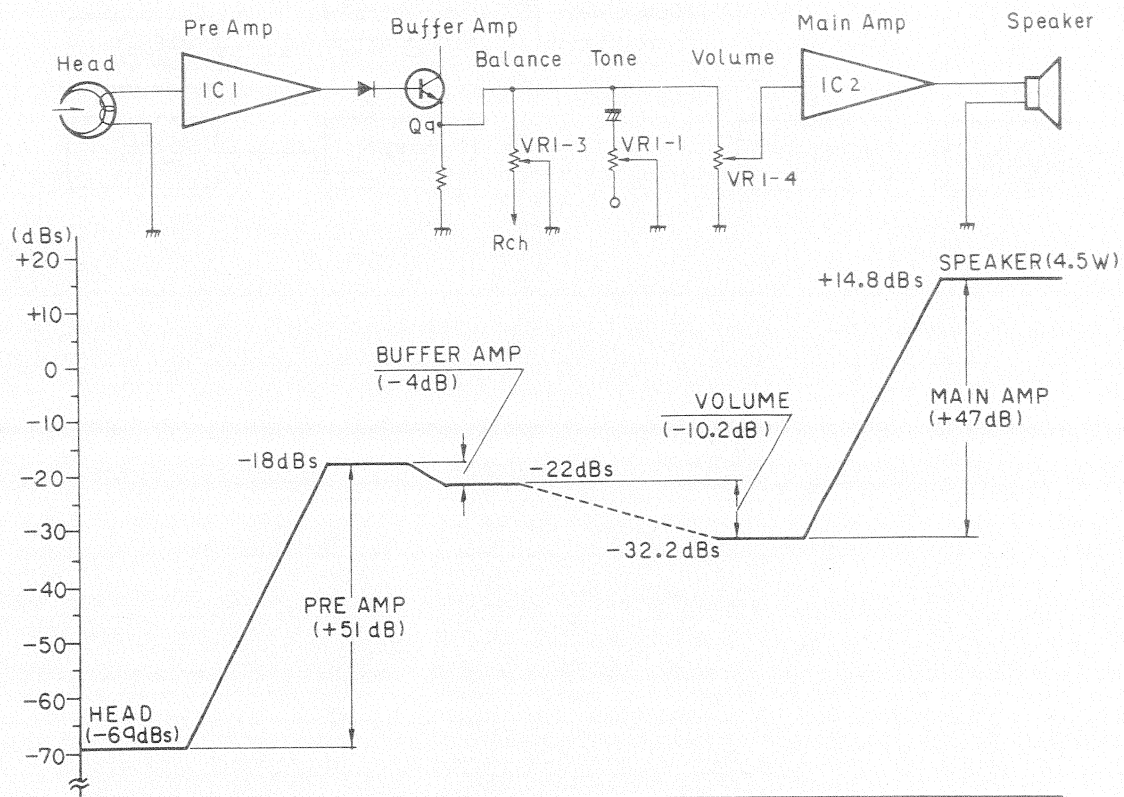 Pre Amp
Buffer Amp
Main Amp
Speaker
Head
Balance
Tone
Volume
IC1
IC2
Qq
VR1-3
VR1-1
VR1-4
Rch
(dBs)
+20
+10
0
-10
-20
-30
-40
-50
-60
-70
SPEAKER(4.5W)
+14.8dBs
BUFFER AMP
(-4dB)
VOLUME
(-10.2dB)
MAIN AMP
(+47dB)
-18dBs
-22dBs
-32.2dBs
PRE AMP
(+51dB)
HEAD
(-69dBs)